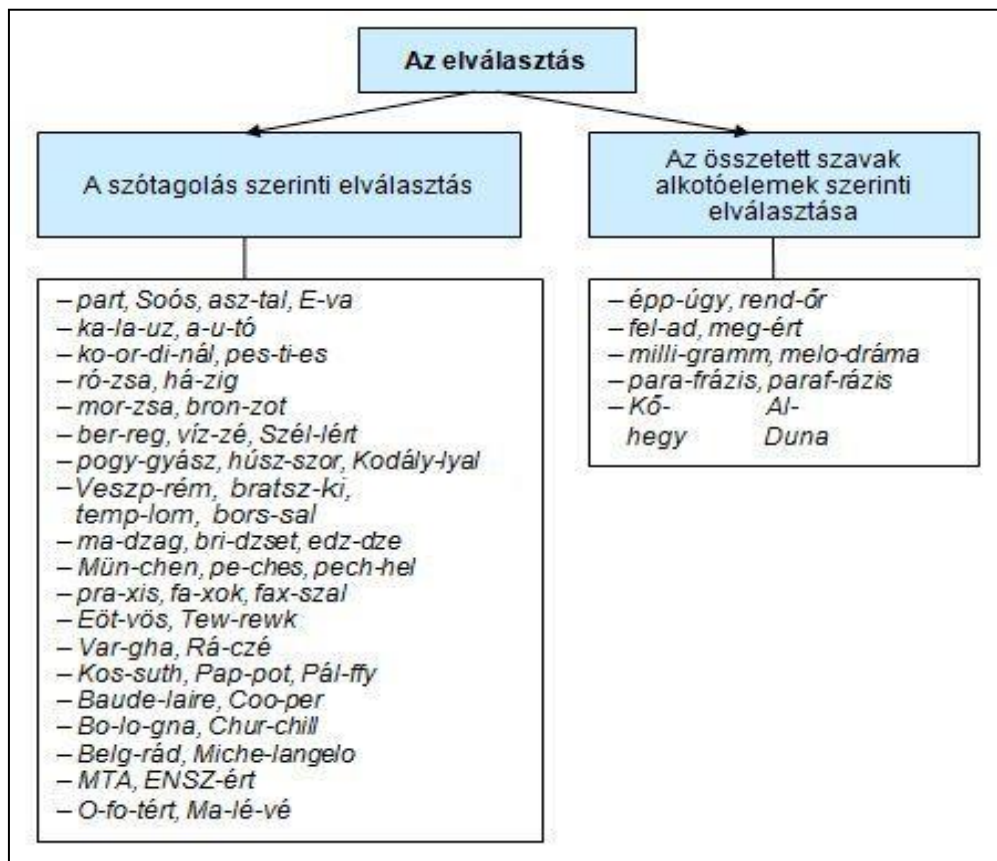 Az elválasztás
A szótagolás szerinti elválasztás
– part, Soós, asz-tal, E-va
– ka-la-uz, a-u-tó
– ko-or-di-nál, pes-ti-es
– ró-zsa, há-zig
– mor-zsa, bron-zot
– ber-reg, víz-zé, Szél-lért
– pogy-gyász, húsz-szor, Kodály-lyal
– Veszp-rém, bratsz-ki,
temp-lom, bors-sal
– ma-dzag, bri-dzset, edz-dze
– Mün-chen, pe-ches, pech-hel
– pra-xis, fa-xok, fax-szal
– Eöt-vös, Tew-rewk
– Var-gha, Rá-czé
– Kos-suth, Pap-pot, Pál-ffy
– Baude-laire, Coo-per
– Bo-lo-gna, Chur-chill
– Belg-rád, Miche-langelo
– MTA, ENSZ-ért
– O-fo-tért, Ma-lé-vé
Az összetett szavak
alkotóelemek szerinti
elválasztása
– épp-úgy, rend-őr
– fel-ad, meg-ért
– milli-gramm, melo-dráma
– para-frázis, paraf-rázis
– Kő- Al-
hegy Duna